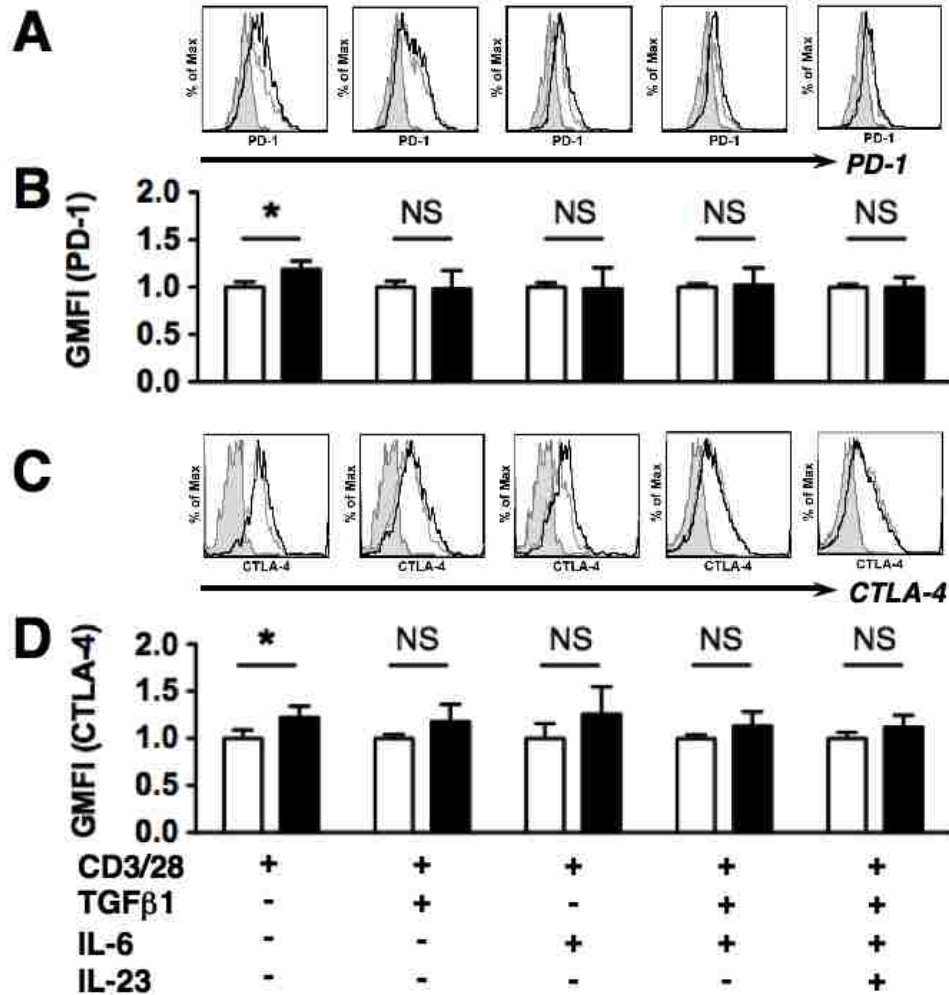 A
% of Max % of Max % of Max % of Max % of Max
PD-1 PD-1 PD-1 PD-1 PD-1
PD-1
B
GMFI (PD-1)
2.0
1.5
1.0
0.5
0.0
* NS NS NS NS
C
% of Max % of Max % of Max % of Max % of Max
CTLA-4 CTLA-4 CTLA-4 CTLA-4 CTLA-4
CTLA-4
D
GMFI (CTLA-4)
2.0
1.5
1.0
0.5
0.0
* NS NS NS NS
CD3/28 + + + + +
TGFβ1 - + - + +
IL-6 - - + + +
IL-23 - - - - +